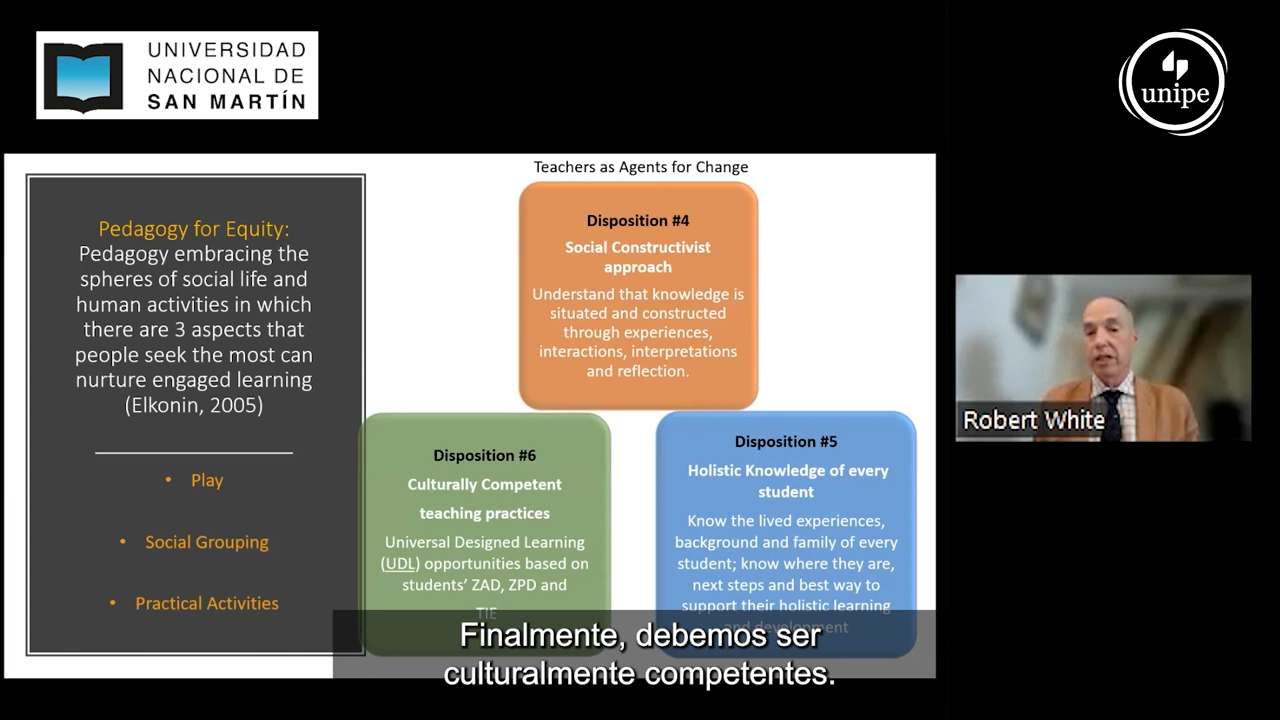 UNIVERSIDAD
NACIONAL DE
SAN MARTÍN
unipe
Teachers as Agents for Change
Pedagogy for Equity:
Pedagogy embracing the
spheres of social life and
human activities in which
there are 3 aspects that
people seek the most can
nurture engaged learning
(Elkonin, 2005)
• Play
• Social Grouping
• Practical Activities
Disposition #4
Social Constructivist
approach
Understand that knowledge is
situated and constructed
through experiences,
interactions, interpretations
and reflection.
Disposition #6
Culturally Competent
teaching practices
Universal Designed Learning
(UDL) opportunities based on
students' ZAD, ZPD and
TIE
Disposition #5
Holistic Knowledge of every
student
Know the lived experiences,
background and family of every
student; know where they are,
next steps and best way to
support their holistic learning
and development
Robert White
Finalmente, debemos ser
culturalmente competentes.